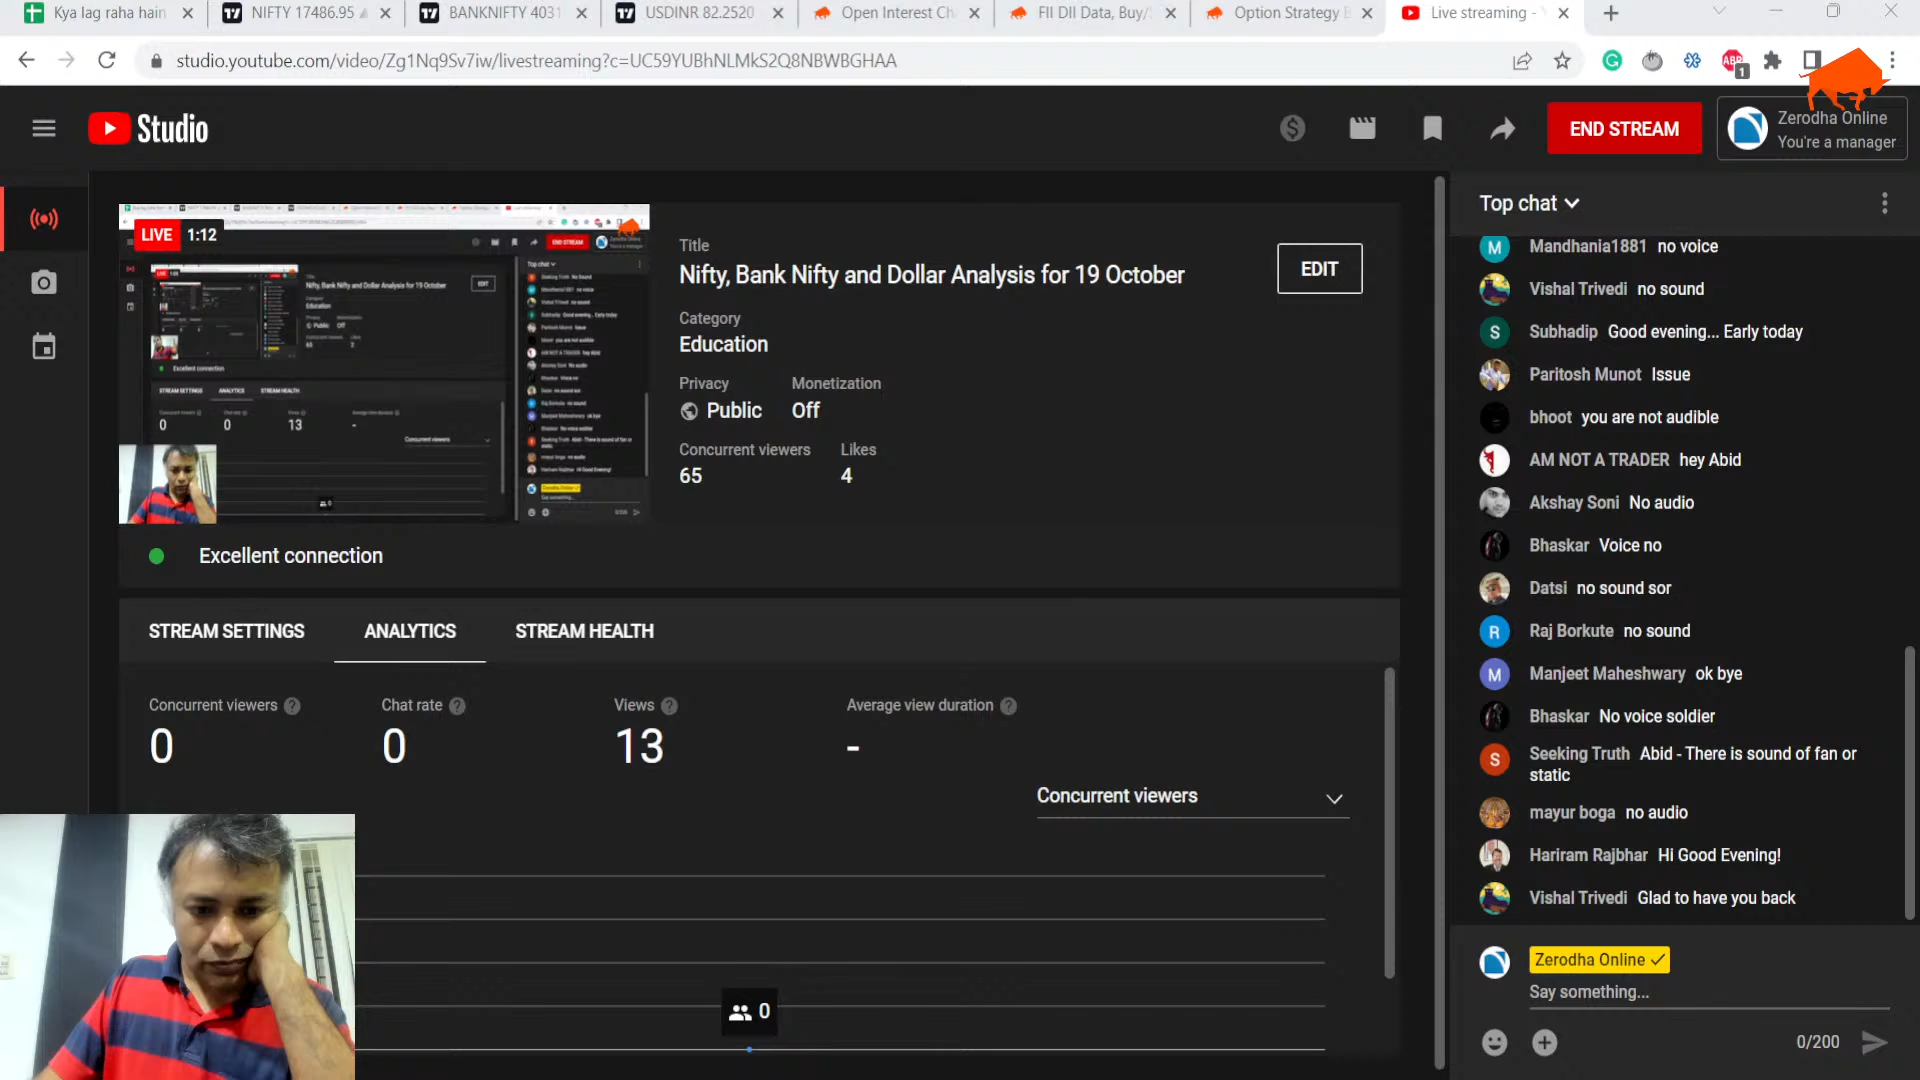 Kya lag raha hain
NIFTY 17486.95
BANKNIFTY 4031
USDINR 82.2520
Open Interest Ch
FII DII Data, Buy/
Option Strategy B
Live streaming -
studio.youtube.com/video/Zg1Nq9Sv7iw/livestreaming?c=UC59YUBhNLMkS2Q8NBWBGHAA
ABP
1
Studio
END STREAM
Zerodha Online
You're a manager
LIVE 1:12
Title
Nifty, Bank Nifty and Dollar Analysis for 19 October
EDIT
Category
Education
Privacy
Monetization
Public
Off
Concurrent viewers
Likes
65
4
Excellent connection
STREAM SETTINGS
ANALYTICS
STREAM HEALTH
Concurrent viewers
Chat rate
Views
Average view duration
0
0
13
-
Concurrent viewers
0
Top chat
Mandhania1881 no voice
Vishal Trivedi no sound
Subhadip Good evening... Early today
Paritosh Munot Issue
bhoot you are not audible
AM NOT A TRADER hey Abid
Akshay Soni No audio
Bhaskar Voice no
Datsi no sound sor
Raj Borkute no sound
Manjeet Maheshwary ok bye
Bhaskar No voice soldier
Seeking Truth Abid - There is sound of fan or
static
mayur boga no audio
Hariram Rajbhar Hi Good Evening!
Vishal Trivedi Glad to have you back
Zerodha Online
Say something...
0/200